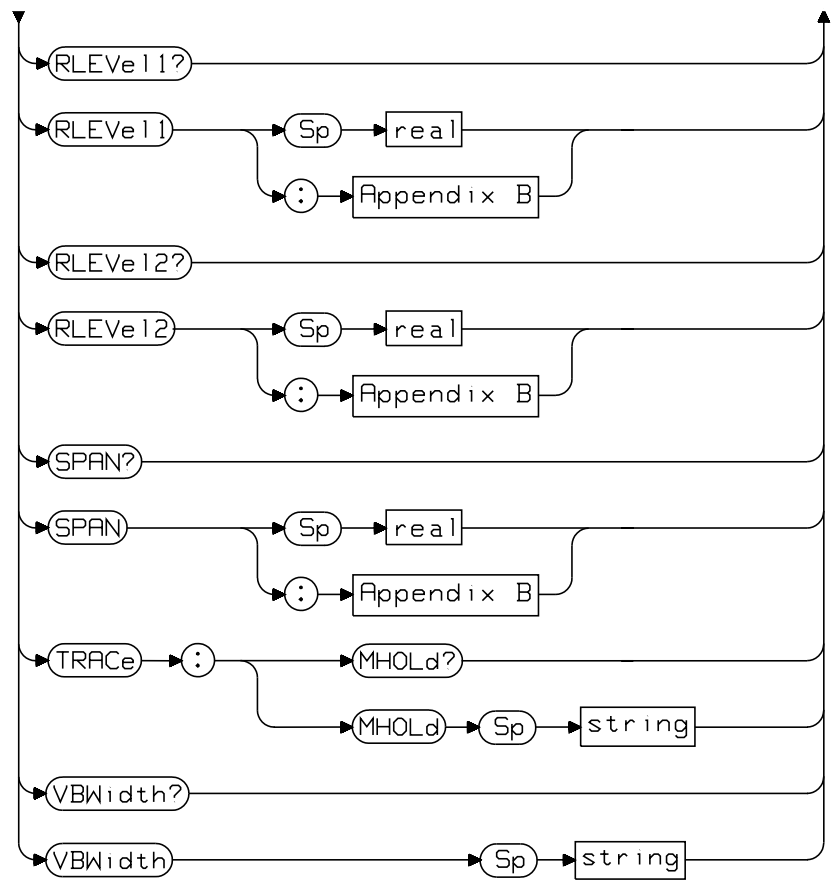 RLEVel1?
RLEVel1 Sp real
: Appendix B
RLEVel2?
RLEVel2 Sp real
: Appendix B
SPAN?
SPAN Sp real
: Appendix B
TRACe : MHOLd?
MHOLd Sp string
VBWidth?
VBWidth Sp string